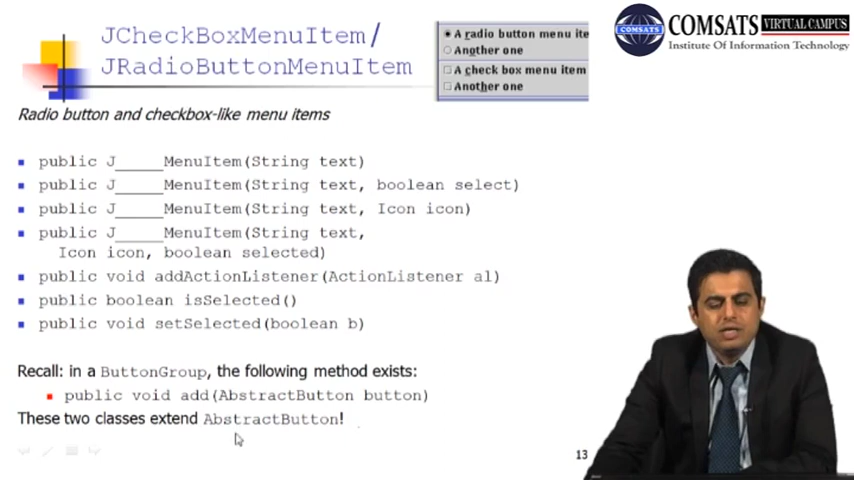 JCheckBoxMenuItem/
JRadioButtonMenuItem
A radio button menu ite
Another one
A check box menu item
Another one
COMSATS
COMSATS VIRTUAL CAMPUS
Institute Of Information Technology
Radio button and checkbox-like menu items
public J_____MenuItem(String text)
public J_____MenuItem(String text, boolean select)
public J_____MenuItem(String text, Icon icon)
public J_____MenuItem(String text,
Icon icon, boolean selected)
public void addActionListener(ActionListener al)
public boolean isSelected()
public void setSelected(boolean b)
Recall: in a ButtonGroup, the following method exists:
public void add(AbstractButton button)
These two classes extend AbstractButton!
13